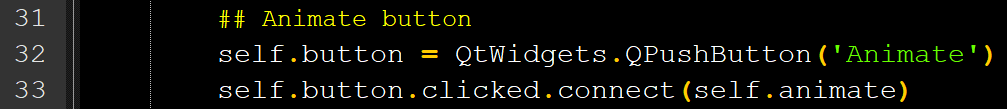 31 ## Animate button
32 self.button = QtWidgets.QPushButton('Animate')
33 self.button.clicked.connect(self.animate)